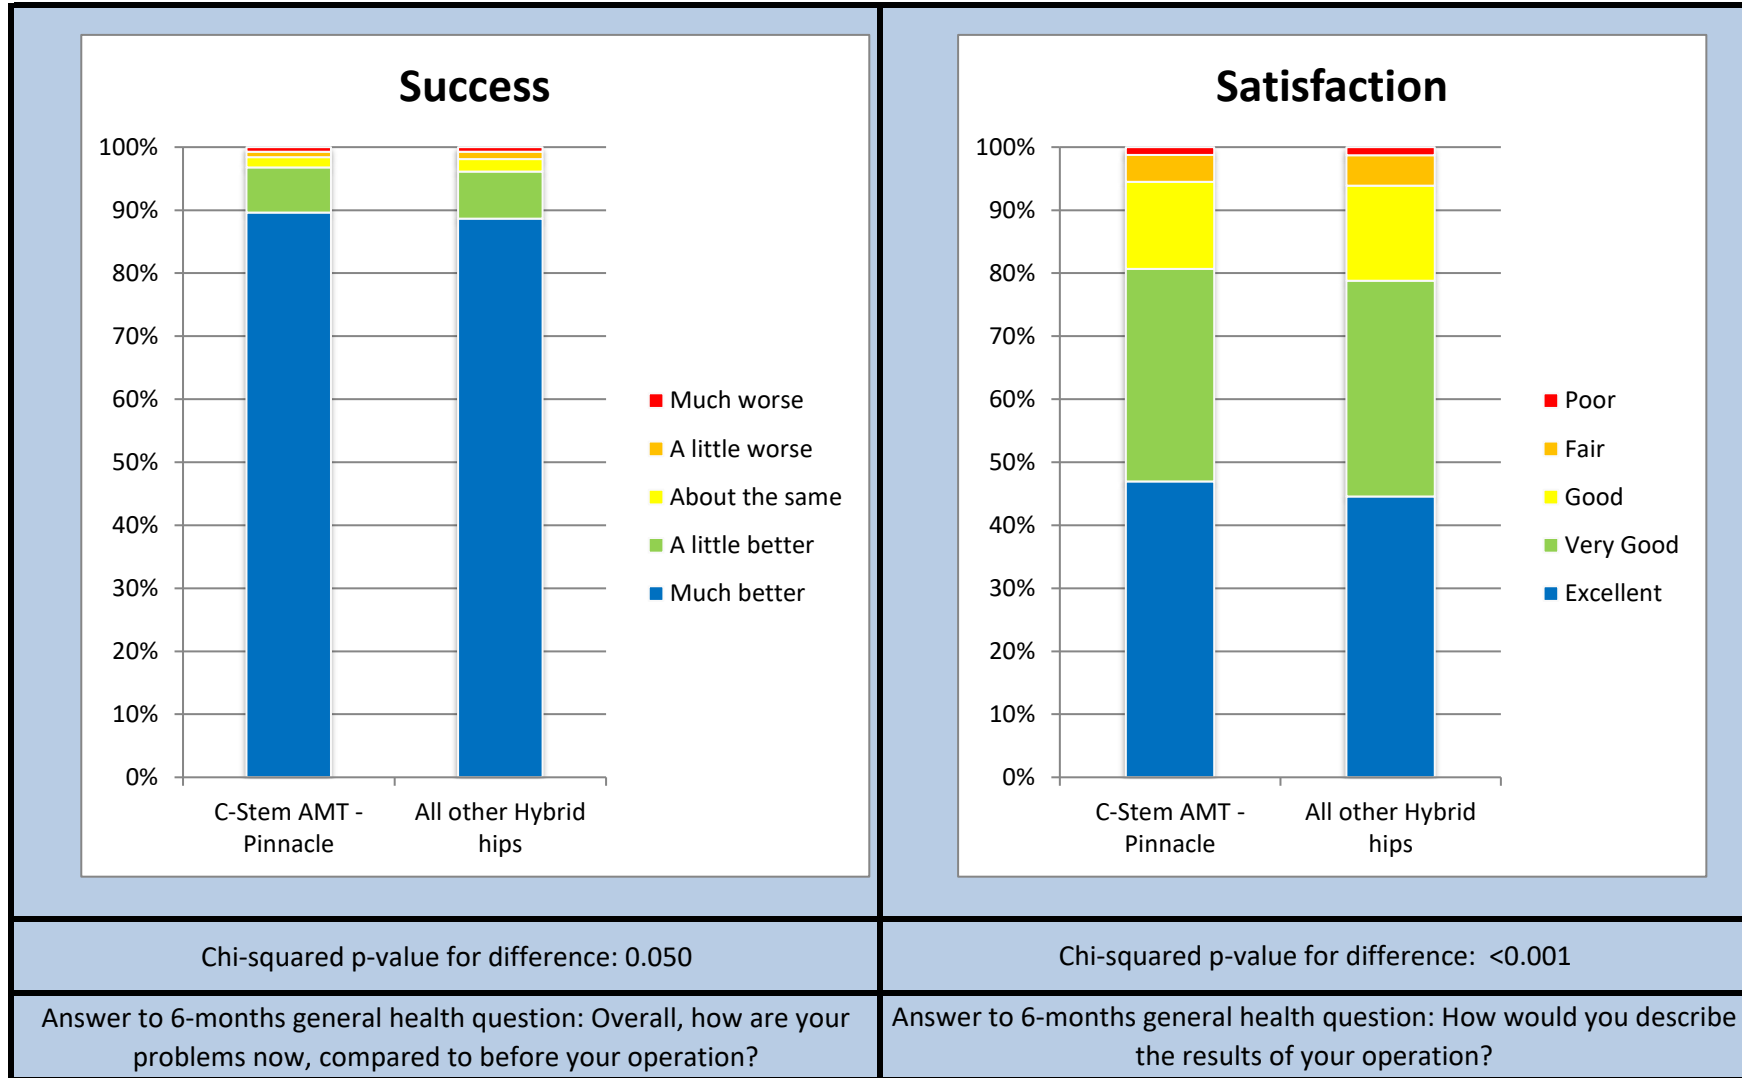 Success
100%
90%
80%
70%
60%
50%
40%
30%
20%
10%
0%
C-Stem AMT -
Pinnacle
All other Hybrid
hips
Much worse
A little worse
About the same
A little better
Much better
Satisfaction
100%
90%
80%
70%
60%
50%
40%
30%
20%
10%
0%
C-Stem AMT -
Pinnacle
All other Hybrid
hips
Poor
Fair
Good
Very Good
Excellent
Chi-squared p-value for difference: 0.050
Chi-squared p-value for difference: <0.001
Answer to 6-months general health question: Overall, how are your
problems now, compared to before your operation?
Answer to 6-months general health question: How would you describe
the results of your operation?